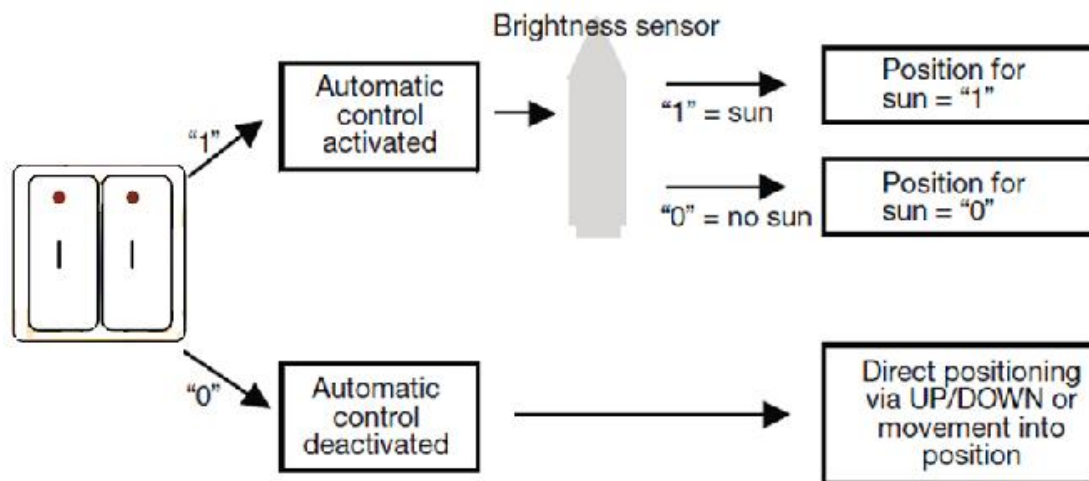 Brightness sensor
“1”
Automatic
control
activated
“1” = sun
Position for
sun = “1”
“0” = no sun
Position for
sun = “0”
“0”
Automatic
control
deactivated
Direct positioning
via UP/DOWN or
movement into
position